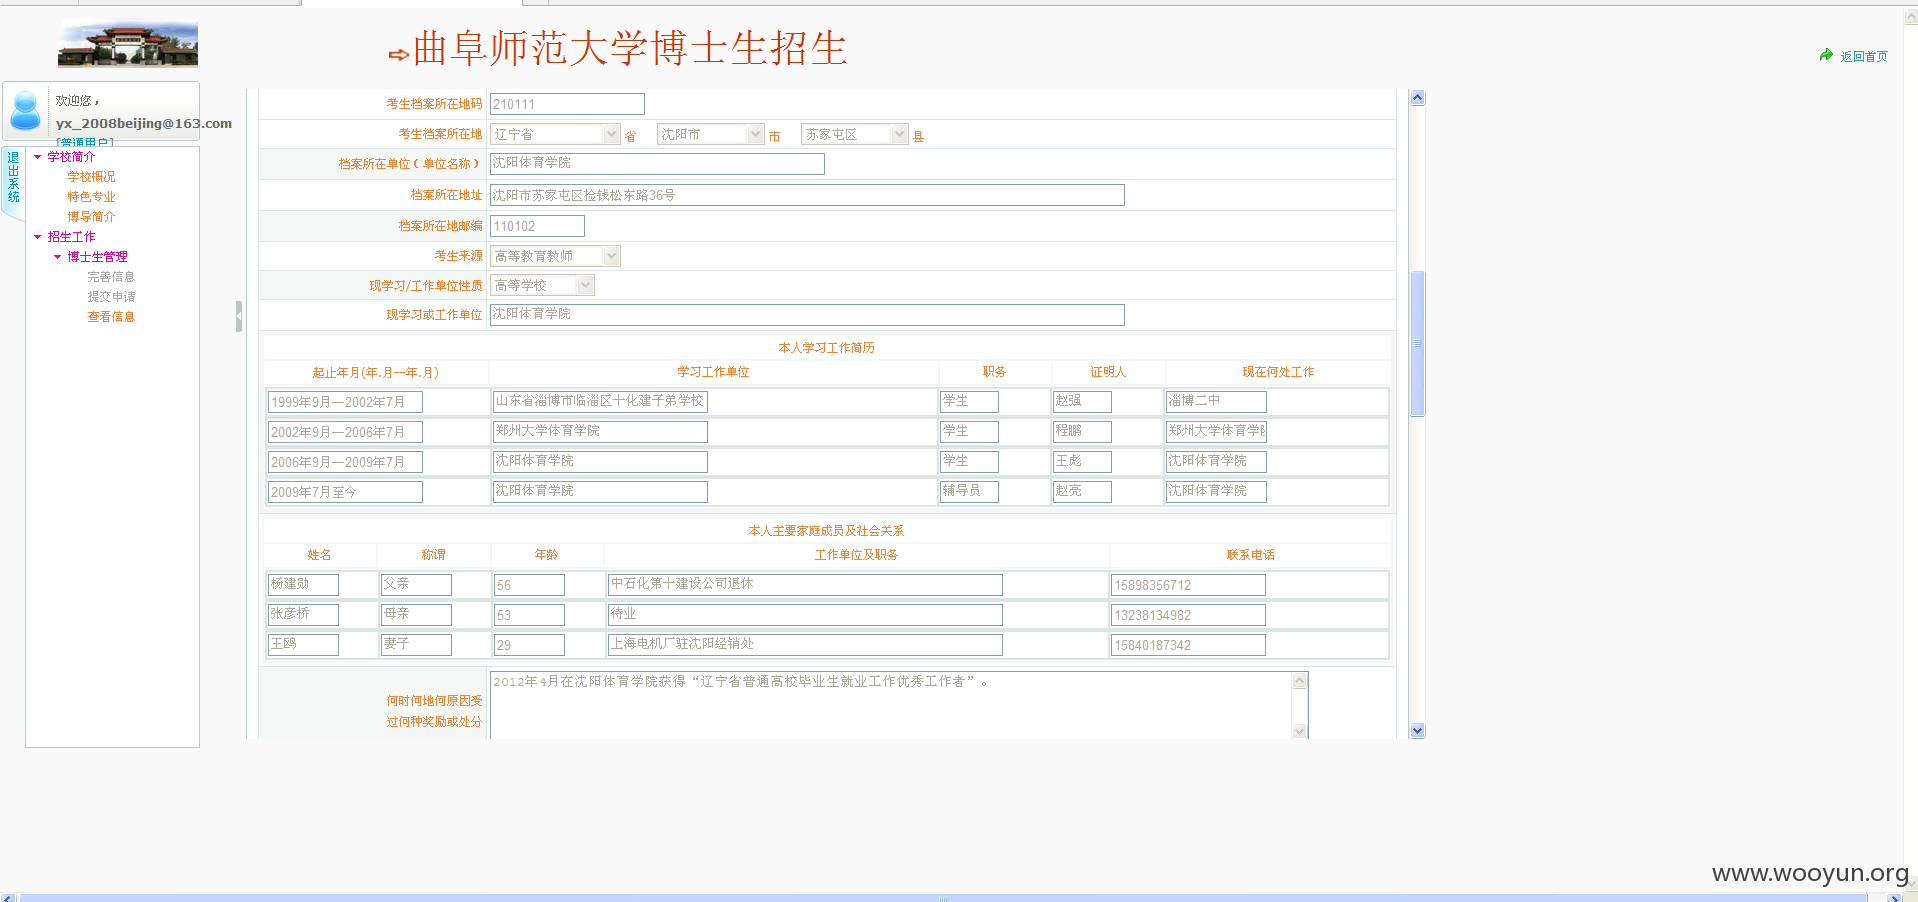 曲阜师范大学博士生招生
返回首页
欢迎您，
yx_2008beijing@163.com
[普通用户]
退出系统
学校简介
学校概况
特色专业
博导简介
招生工作
博士生管理
完善信息
提交申请
查看信息
考生档案所在地码 210111
考生档案所在地 辽宁省 省 沈阳市 市 苏家屯区 县
档案所在单位（单位名称） 沈阳体育学院
档案所在地址 沈阳市苏家屯区捡钱松东路36号
档案所在地邮编 110102
考生来源 高等教育教师
现学习/工作单位性质 高等学校
现学习或工作单位 沈阳体育学院
本人学习工作简历
起止年月(年.月—年.月) 学习工作单位 职务 证明人 现在何处工作
1999年9月—2002年7月 山东省淄博市临淄区十化建子弟学校 学生 赵强 淄博二中
2002年9月—2006年7月 郑州大学体育学院 学生 程鹏 郑州大学体育学院
2006年9月—2009年7月 沈阳体育学院 学生 王彪 沈阳体育学院
2009年7月至今 沈阳体育学院 辅导员 赵亮 沈阳体育学院
本人主要家庭成员及社会关系
姓名 称谓 年龄 工作单位及职务 联系电话
杨建勋 父亲 56 中石化第十建设公司退休 15898356712
张彦桥 母亲 53 待业 13238134982
王鸥 妻子 29 上海电机厂驻沈阳经销处 15840187342
何时何地何原因受
过何种奖励或处分
2012年4月在沈阳体育学院获得“辽宁省普通高校毕业生就业工作优秀工作者”。
www.wooyun.org